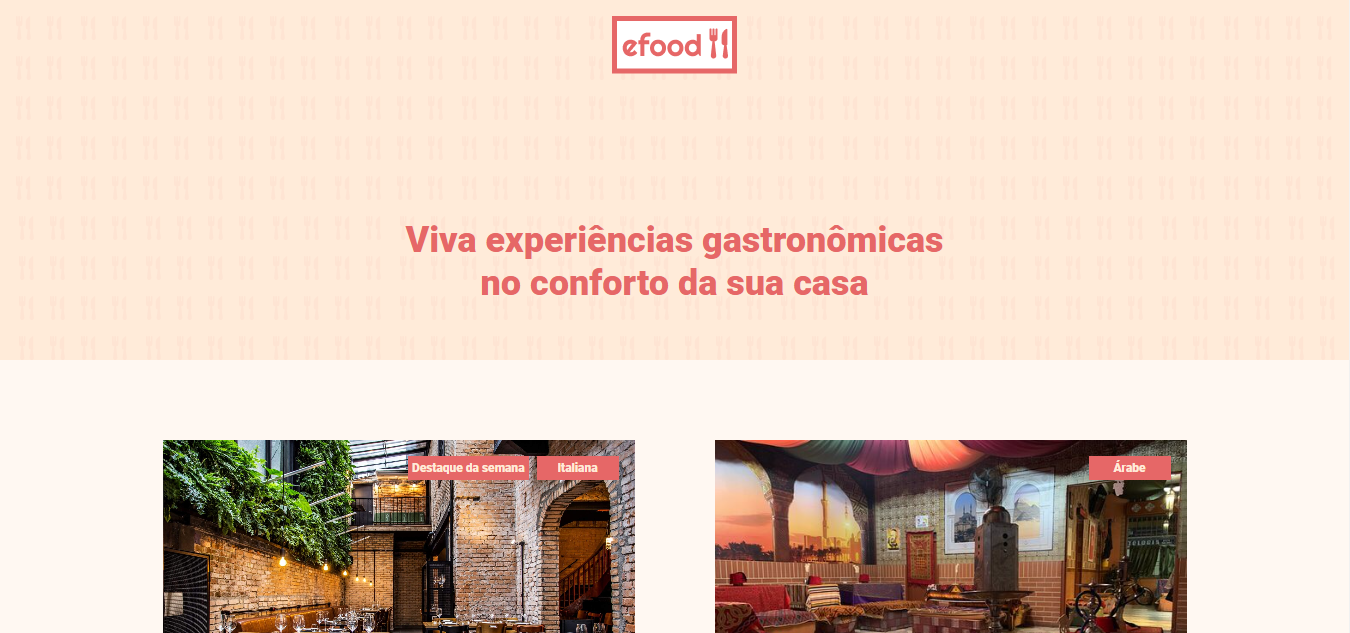 efood
Viva experiências gastronômicas
no conforto da sua casa
Destaque da semana
Italiana
Árabe